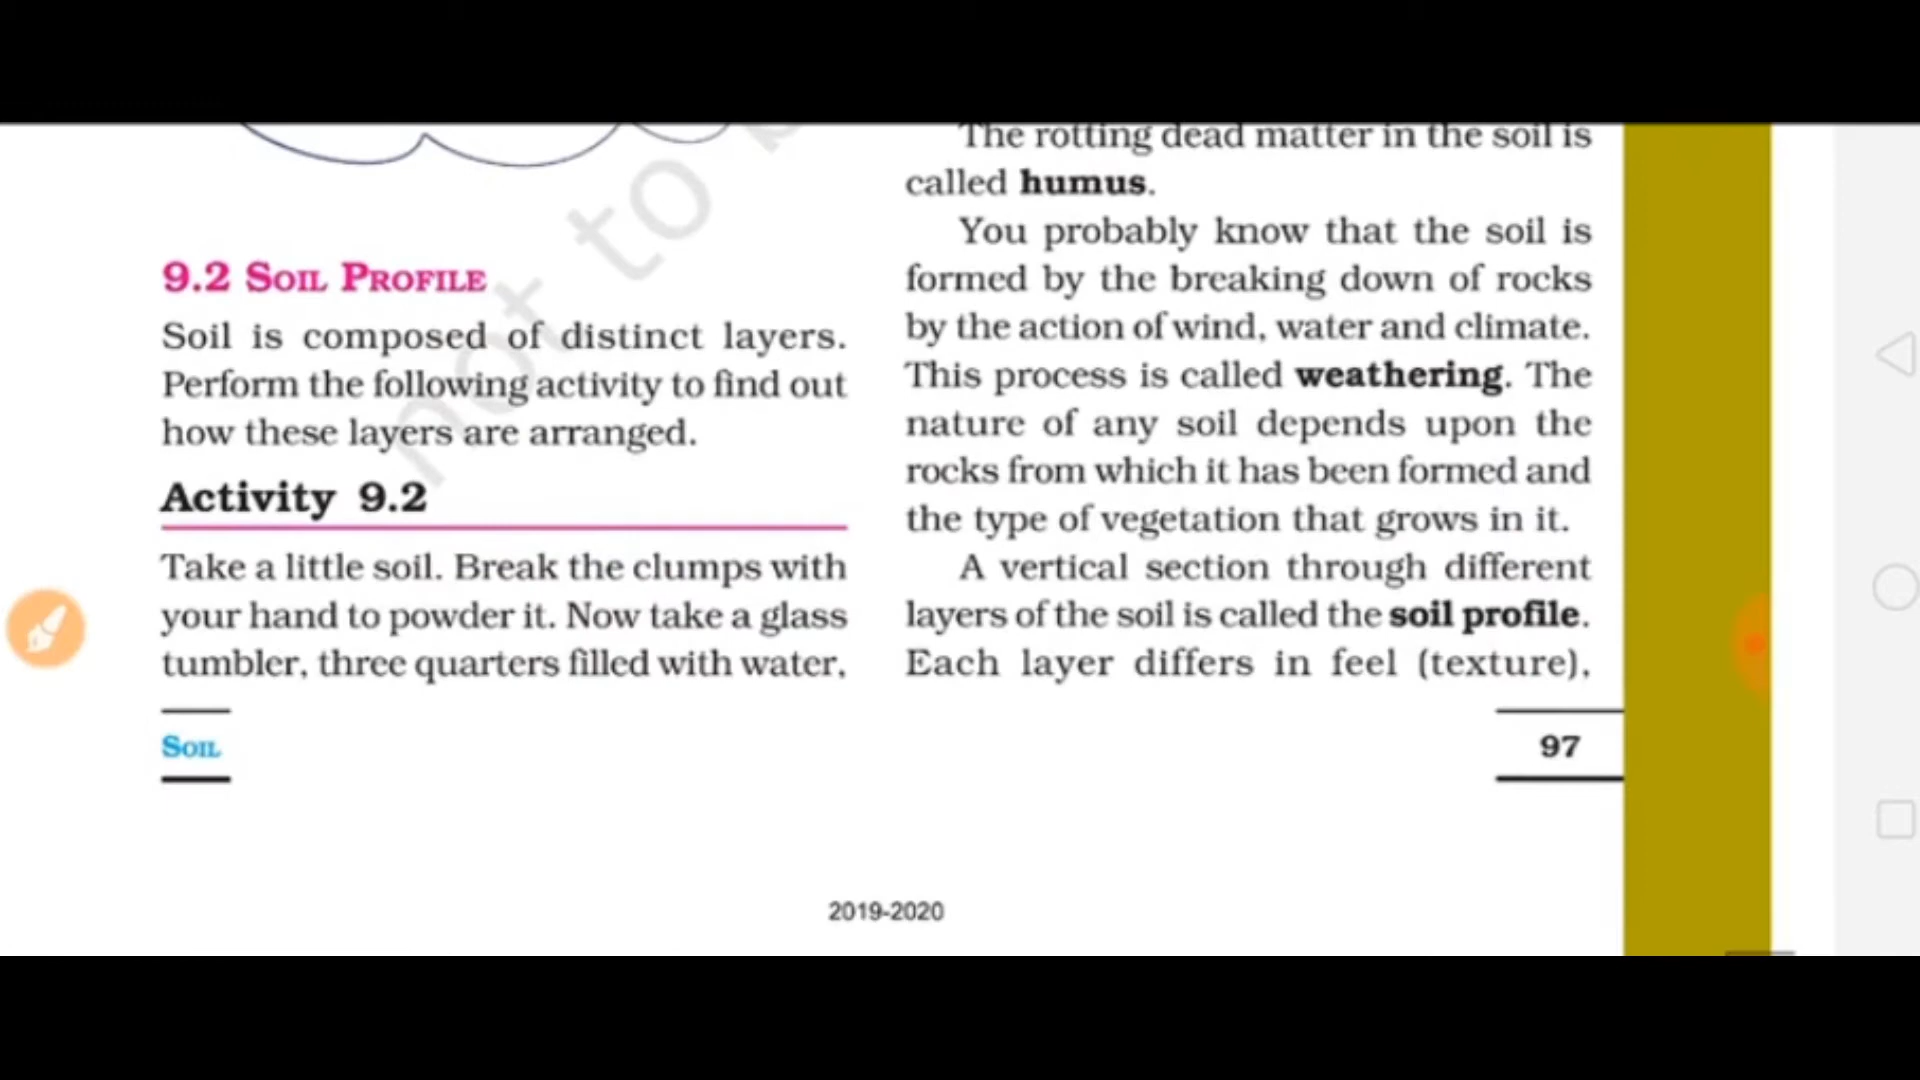 9.2 SOIL PROFILE
Soil is composed of distinct layers.
Perform the following activity to find out
how these layers are arranged.
Activity 9.2
Take a little soil. Break the clumps with
your hand to powder it. Now take a glass
tumbler, three quarters filled with water,
The rotting dead matter in the soil is
called humus.
You probably know that the soil is
formed by the breaking down of rocks
by the action of wind, water and climate.
This process is called weathering. The
nature of any soil depends upon the
rocks from which it has been formed and
the type of vegetation that grows in it.
A vertical section through different
layers of the soil is called the soil profile.
Each layer differs in feel (texture),
SOIL
97
2019-2020
not to